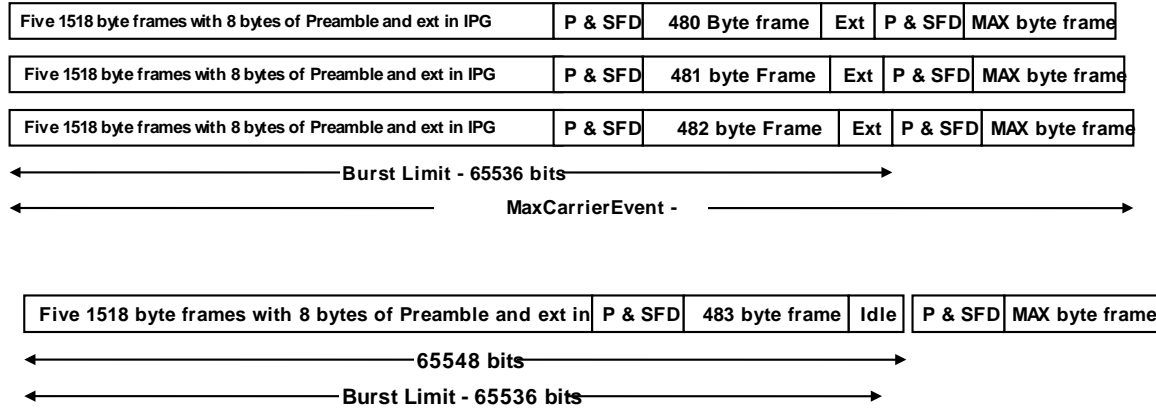 Five 1518 byte frames with 8 bytes of Preamble and ext in IPG P & SFD 480 Byte frame Ext P & SFD MAX byte frame
Five 1518 byte frames with 8 bytes of Preamble and ext in IPG P & SFD 481 byte Frame Ext P & SFD MAX byte frame
Five 1518 byte frames with 8 bytes of Preamble and ext in IPG P & SFD 482 byte Frame Ext P & SFD MAX byte frame
Burst Limit - 65536 bits
MaxCarrierEvent -
Five 1518 byte frames with 8 bytes of Preamble and ext in P & SFD 483 byte frame Idle P & SFD MAX byte frame
65548 bits
Burst Limit - 65536 bits